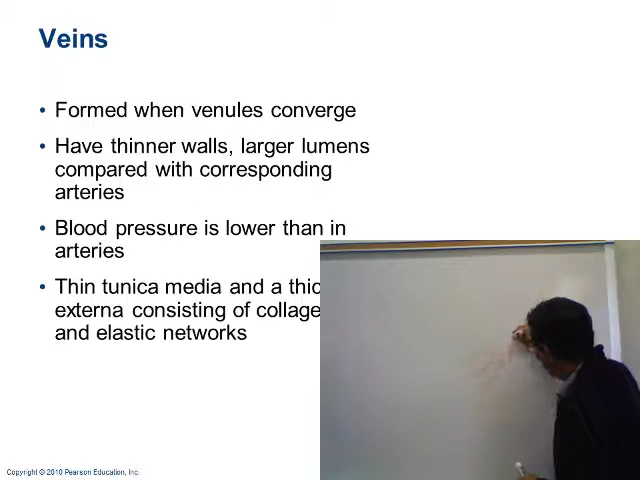 Veins
• Formed when venules converge
• Have thinner walls, larger lumens
compared with corresponding
arteries
• Blood pressure is lower than in
arteries
• Thin tunica media and a thic
externa consisting of collage
and elastic networks
Copyright © 2010 Pearson Education, Inc.